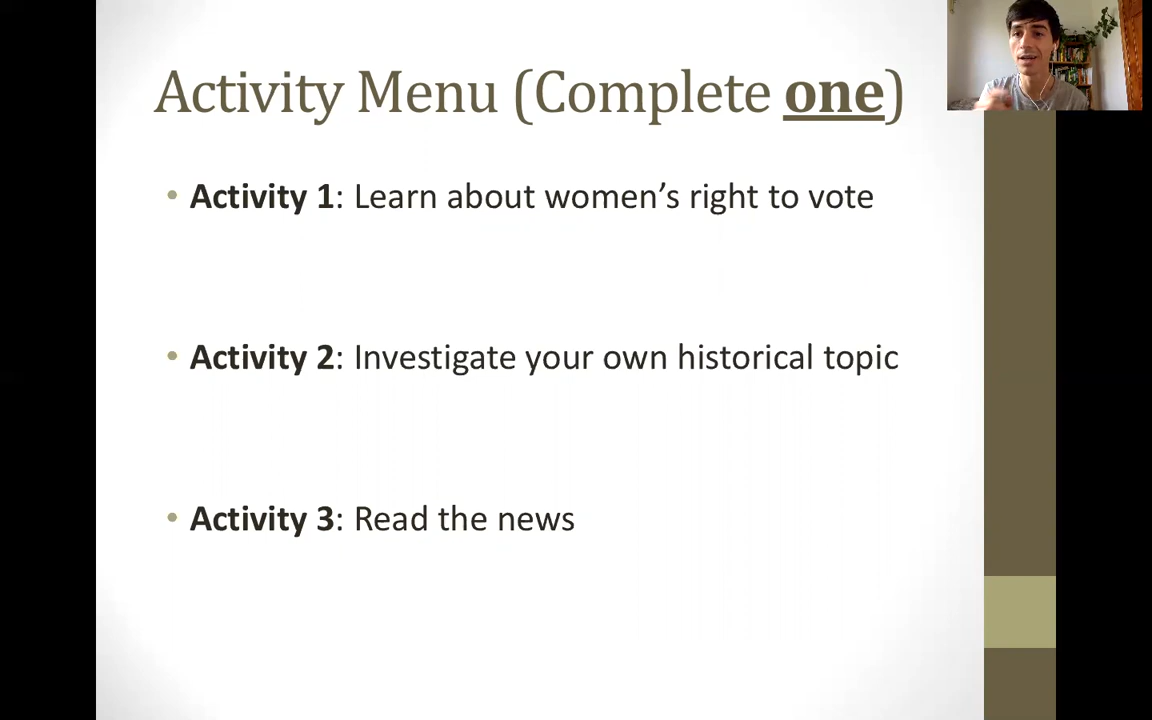 Activity Menu (Complete one)
• Activity 1: Learn about women’s right to vote
• Activity 2: Investigate your own historical topic
• Activity 3: Read the news